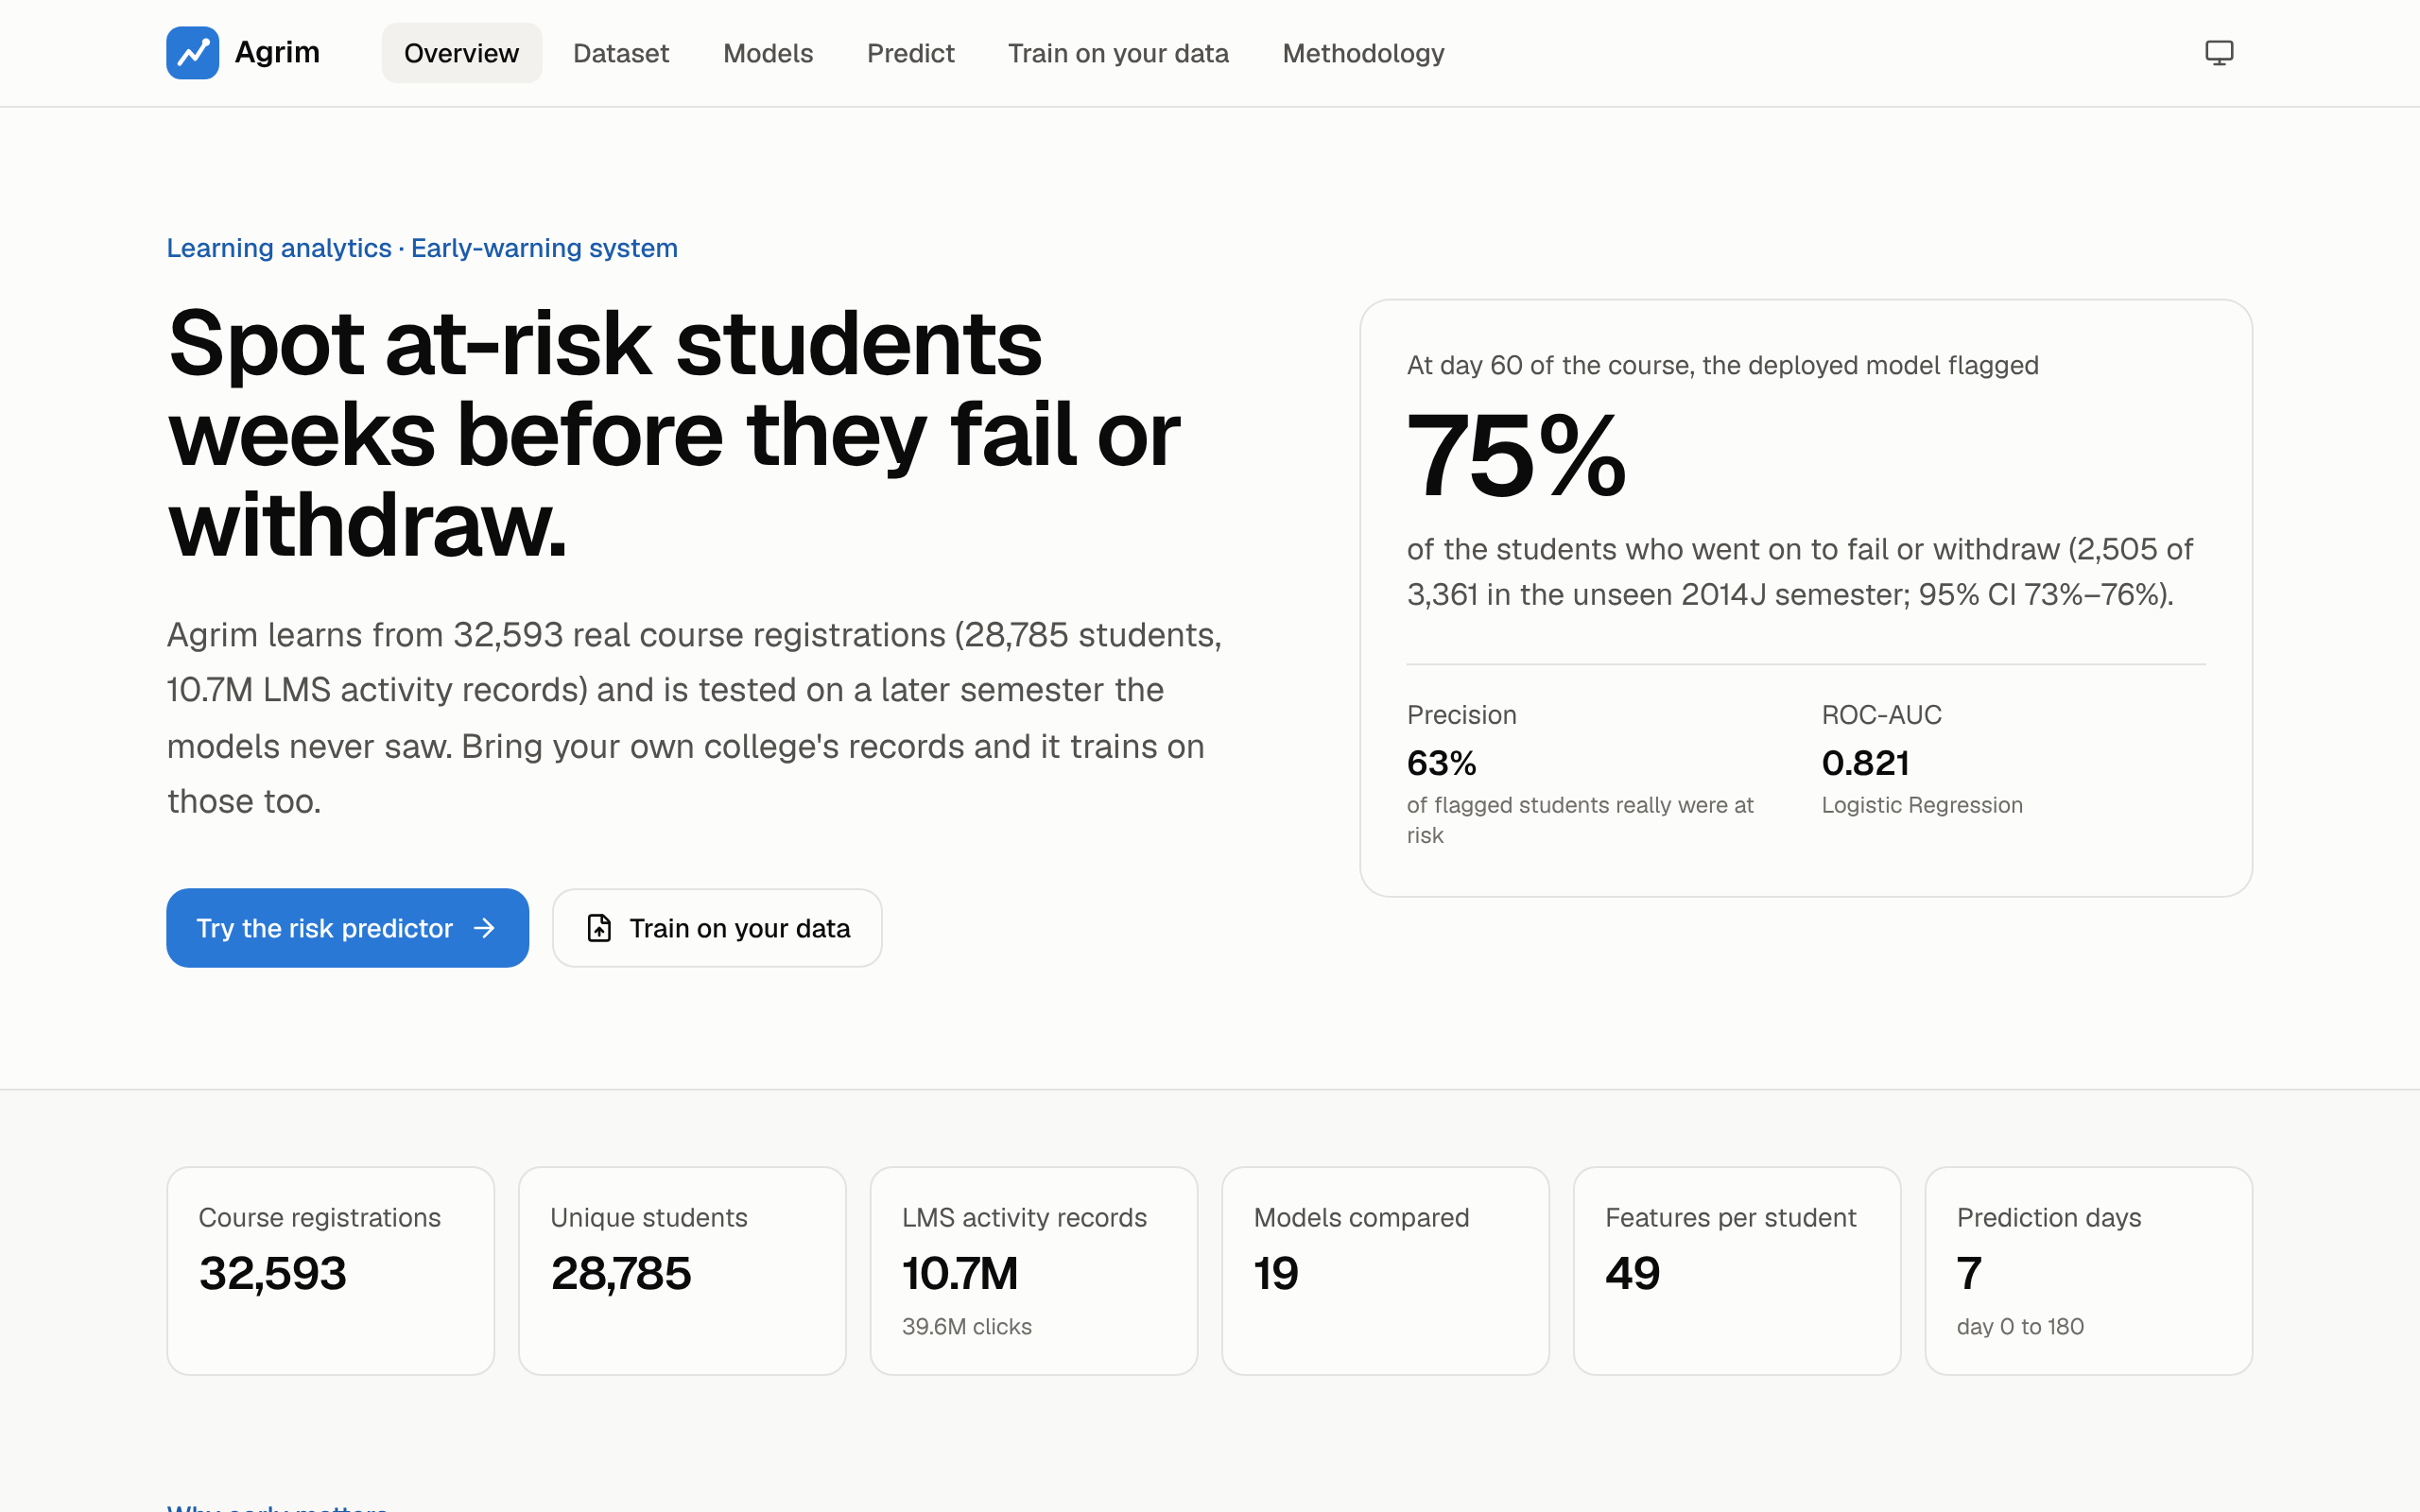 Agrim
Overview
Dataset
Models
Predict
Train on your data
Methodology
Learning analytics · Early-warning system
Spot at-risk students
weeks before they fail or
withdraw.
Agrim learns from 32,593 real course registrations (28,785 students,
10.7M LMS activity records) and is tested on a later semester the
models never saw. Bring your own college's records and it trains on
those too.
Try the risk predictor →
Train on your data
At day 60 of the course, the deployed model flagged
75%
of the students who went on to fail or withdraw (2,505 of
3,361 in the unseen 2014J semester; 95% CI 73%–76%).
Precision
63%
of flagged students really were at
risk
ROC-AUC
0.821
Logistic Regression
Course registrations
32,593
Unique students
28,785
LMS activity records
10.7M
39.6M clicks
Models compared
19
Features per student
49
Prediction days
7
day 0 to 180
Why early matters